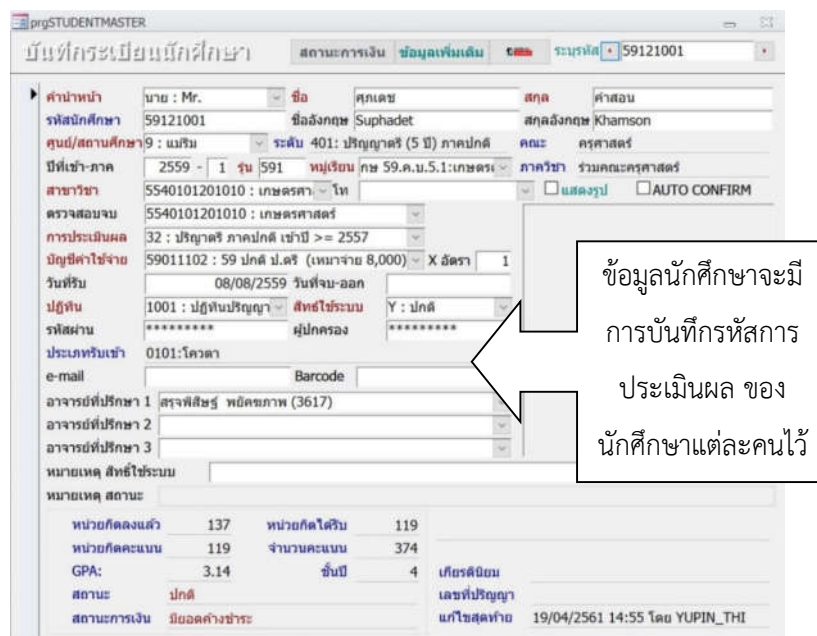 prgSTUDENTMASTER
บันทึกระเบียนนักศึกษา สถานะการเงิน ข้อมูลเพิ่มเติม ระบุรหัส 59121001
คำนำหน้า นาย : Mr. ชื่อ ศุภเดช สกุล คำสอน
รหัสนักศึกษา 59121001 ชื่ออังกฤษ Suphadet สกุลอังกฤษ Khamson
ศูนย์/สถานศึกษา 9 : แม่ริม ระดับ 401: ปริญญาตรี (5 ปี) ภาคปกติ คณะ ครุศาสตร์
ปีที่เข้า-ภาค 2559 - 1 รุ่น 591 หมู่เรียน กษ 59.ค.บ.5.1:เกษตร ภาควิชา ร่วมคณะครุศาสตร์
สาขาวิชา 5540101201010 : เกษตรศา โท แสดงรูป AUTO CONFIRM
ตรวจสอบจบ 5540101201010 : เกษตรศาสตร์
การประเมินผล 32 : ปริญาตรี ภาคปกติ เข้าปี >= 2557
บัญชีค่าใช้จ่าย 59011102 : 59 ปกติ ป.ตรี (เหมาจ่าย 8,000) X อัตรา 1
วันที่รับ 08/08/2559 วันที่จบ-ออก
ปฏิทิน 1001 : ปฏิทินปริญญา สิทธิ์ใช้ระบบ Y : ปกติ
รหัสผ่าน ********* ผู้ปกครอง *********
ประเภทรับเข้า 0101:โควตา
e-mail Barcode
อาจารย์ที่ปรึกษา 1 สรุจพิสิษฐ์ พยัคฆภาพ (3617)
อาจารย์ที่ปรึกษา 2
อาจารย์ที่ปรึกษา 3
หมายเหตุ สิทธิ์ใช้ระบบ
หมายเหตุ สถานะ
หน่วยกิตลงแล้ว 137 หน่วยกิตได้รับ 119
หน่วยกิตคะแนน 119 จำนวนคะแนน 374
GPA: 3.14 ชั้นปี 4 เกียรตินิยม
สถานะ ปกติ เลขที่ปริญญา
สถานะการเงิน มียอดค้างชำระ แก้ไขสุดท้าย 19/04/2561 14:55 โดย YUPIN_THI
ข้อมูลนักศึกษาจะมี
การบันทึกรหัสการ
ประเมินผล ของ
นักศึกษาแต่ละคนไว้